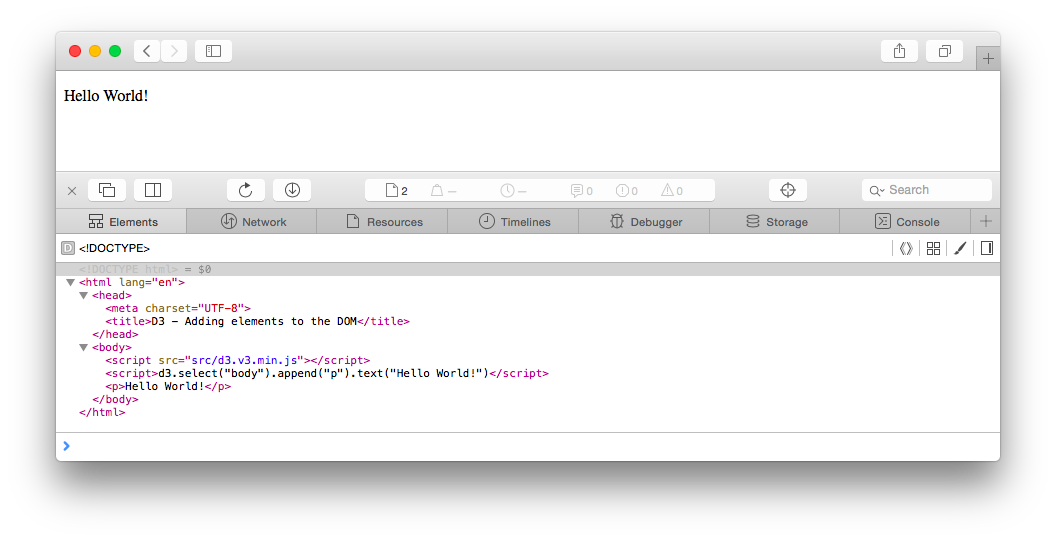 Hello World!
2 — — 0 0 0 Search
Elements Network Resources Timelines Debugger Storage Console
D <!DOCTYPE>
<!DOCTYPE html> = $0
<html lang="en">
<head>
<meta charset="UTF-8">
<title>D3 - Adding elements to the DOM</title>
</head>
<body>
<script src="src/d3.v3.min.js"></script>
<script>d3.select("body").append("p").text("Hello World!")</script>
<p>Hello World!</p>
</body>
</html>